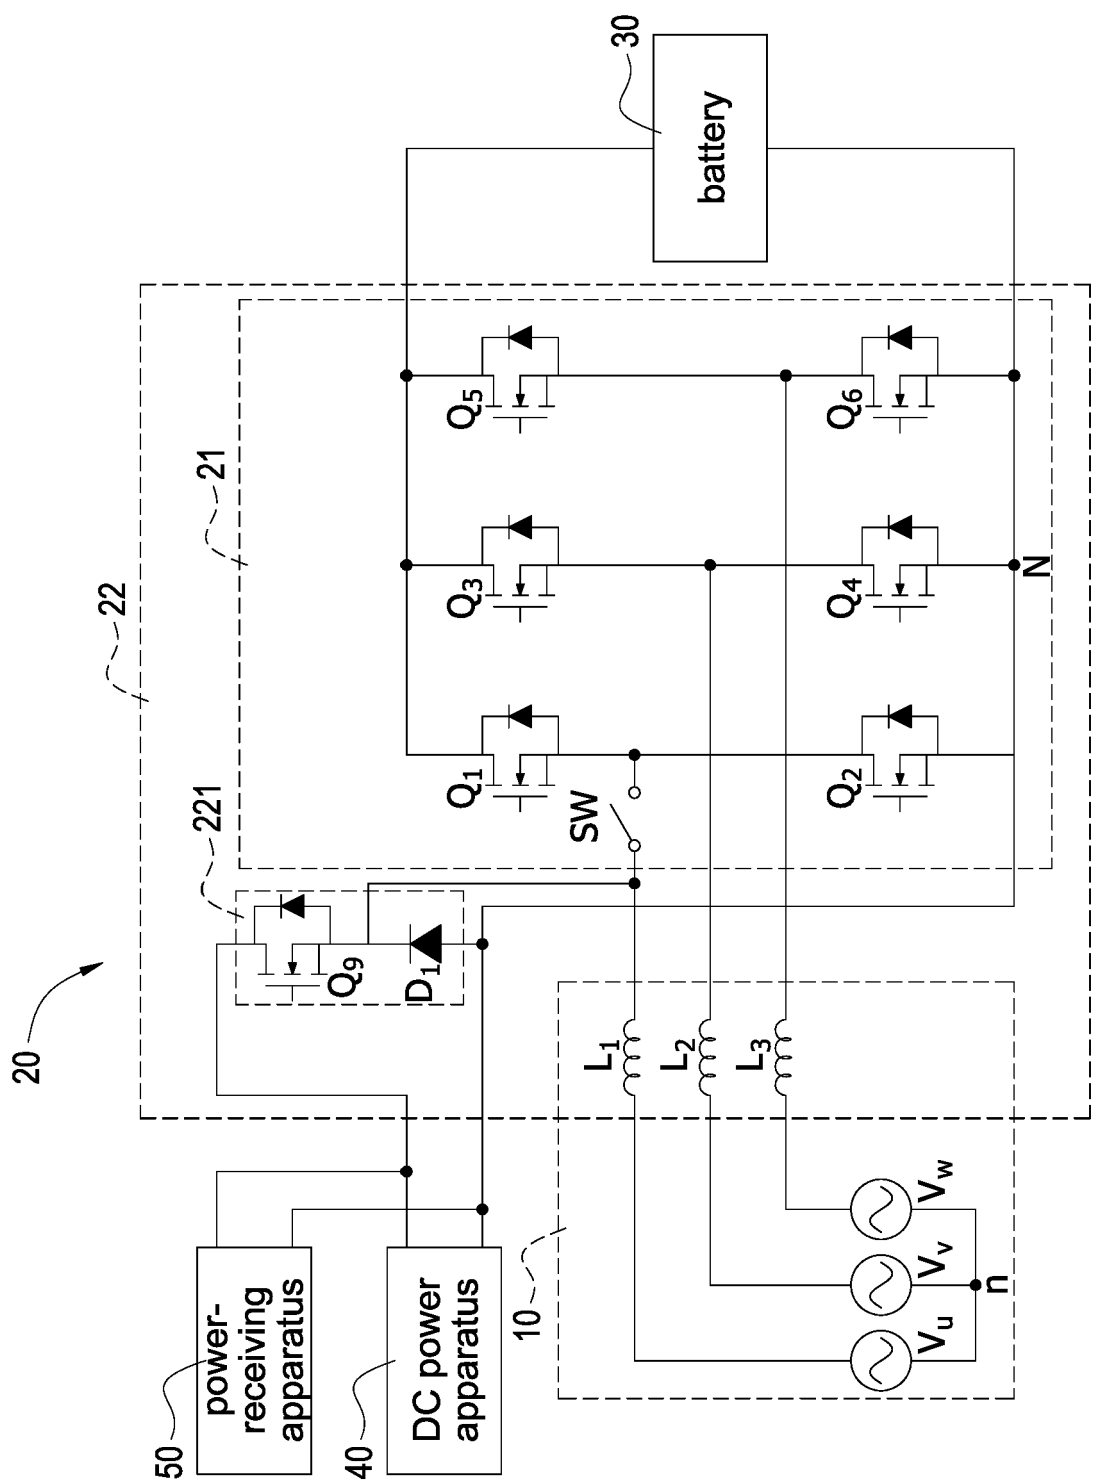 20
22
21
221
30
battery
Q₁
Q₂
Q₃
Q₄
Q₅
Q₆
Q₉
D₁
SW
N
L₁
L₂
L₃
50
power-
receiving
apparatus
40
DC power
apparatus
10
Vᵤ
Vᵥ
V_w
n